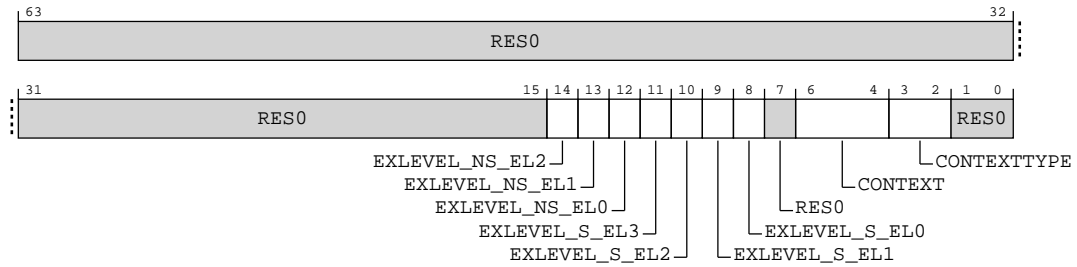 63 32
RES0
31 15 14 13 12 11 10 9 8 7 6 4 3 2 1 0
RES0 RES0
EXLEVEL_NS_EL2 CONTEXTTYPE
EXLEVEL_NS_EL1 CONTEXT
EXLEVEL_NS_EL0 RES0
EXLEVEL_S_EL3 EXLEVEL_S_EL0
EXLEVEL_S_EL2 EXLEVEL_S_EL1